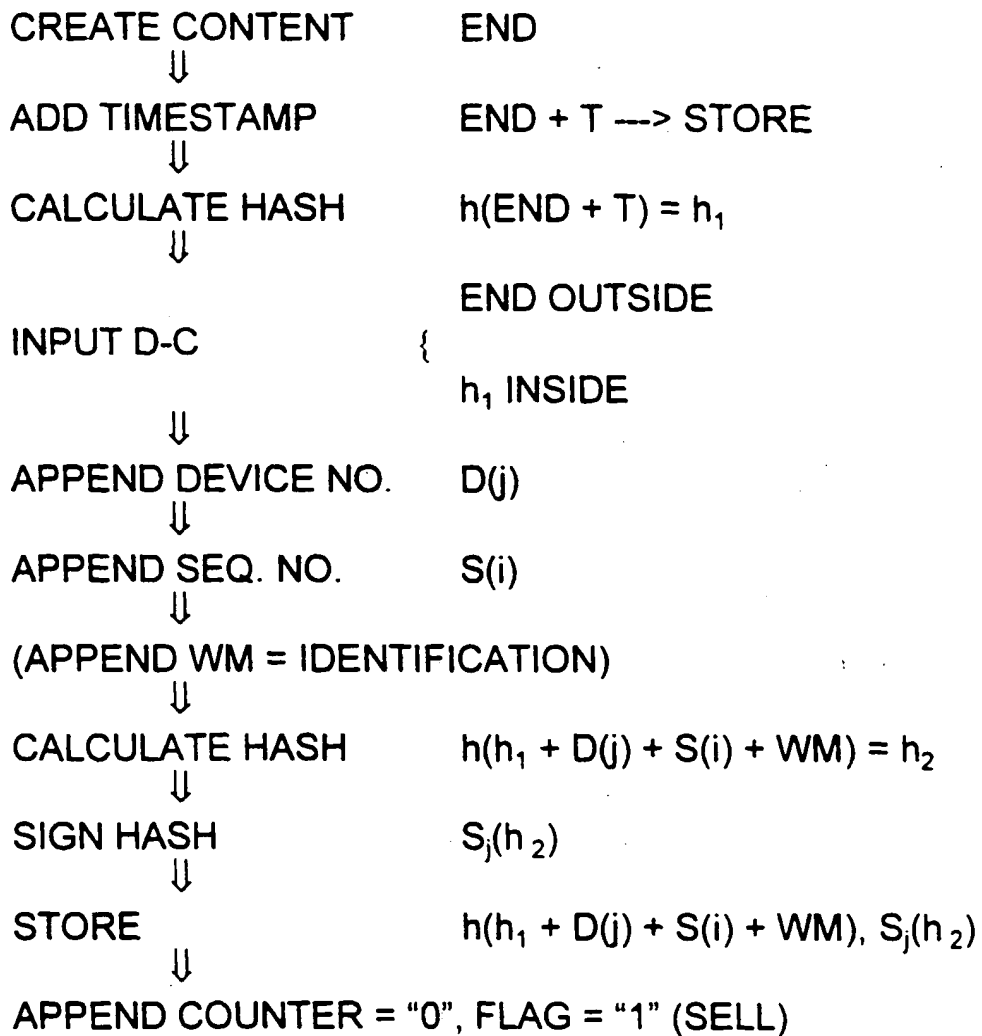 CREATE CONTENT END
⇓
ADD TIMESTAMP END + T ---> STORE
⇓
CALCULATE HASH h(END + T) = h₁
⇓
END OUTSIDE
INPUT D-C {
h₁ INSIDE
⇓
APPEND DEVICE NO. D(j)
⇓
APPEND SEQ. NO. S(i)
⇓
(APPEND WM = IDENTIFICATION)
⇓
CALCULATE HASH h(h₁ + D(j) + S(i) + WM) = h₂
⇓
SIGN HASH Sⱼ(h₂)
⇓
STORE h(h₁ + D(j) + S(i) + WM), Sⱼ(h₂)
⇓
APPEND COUNTER = “0”, FLAG = “1” (SELL)